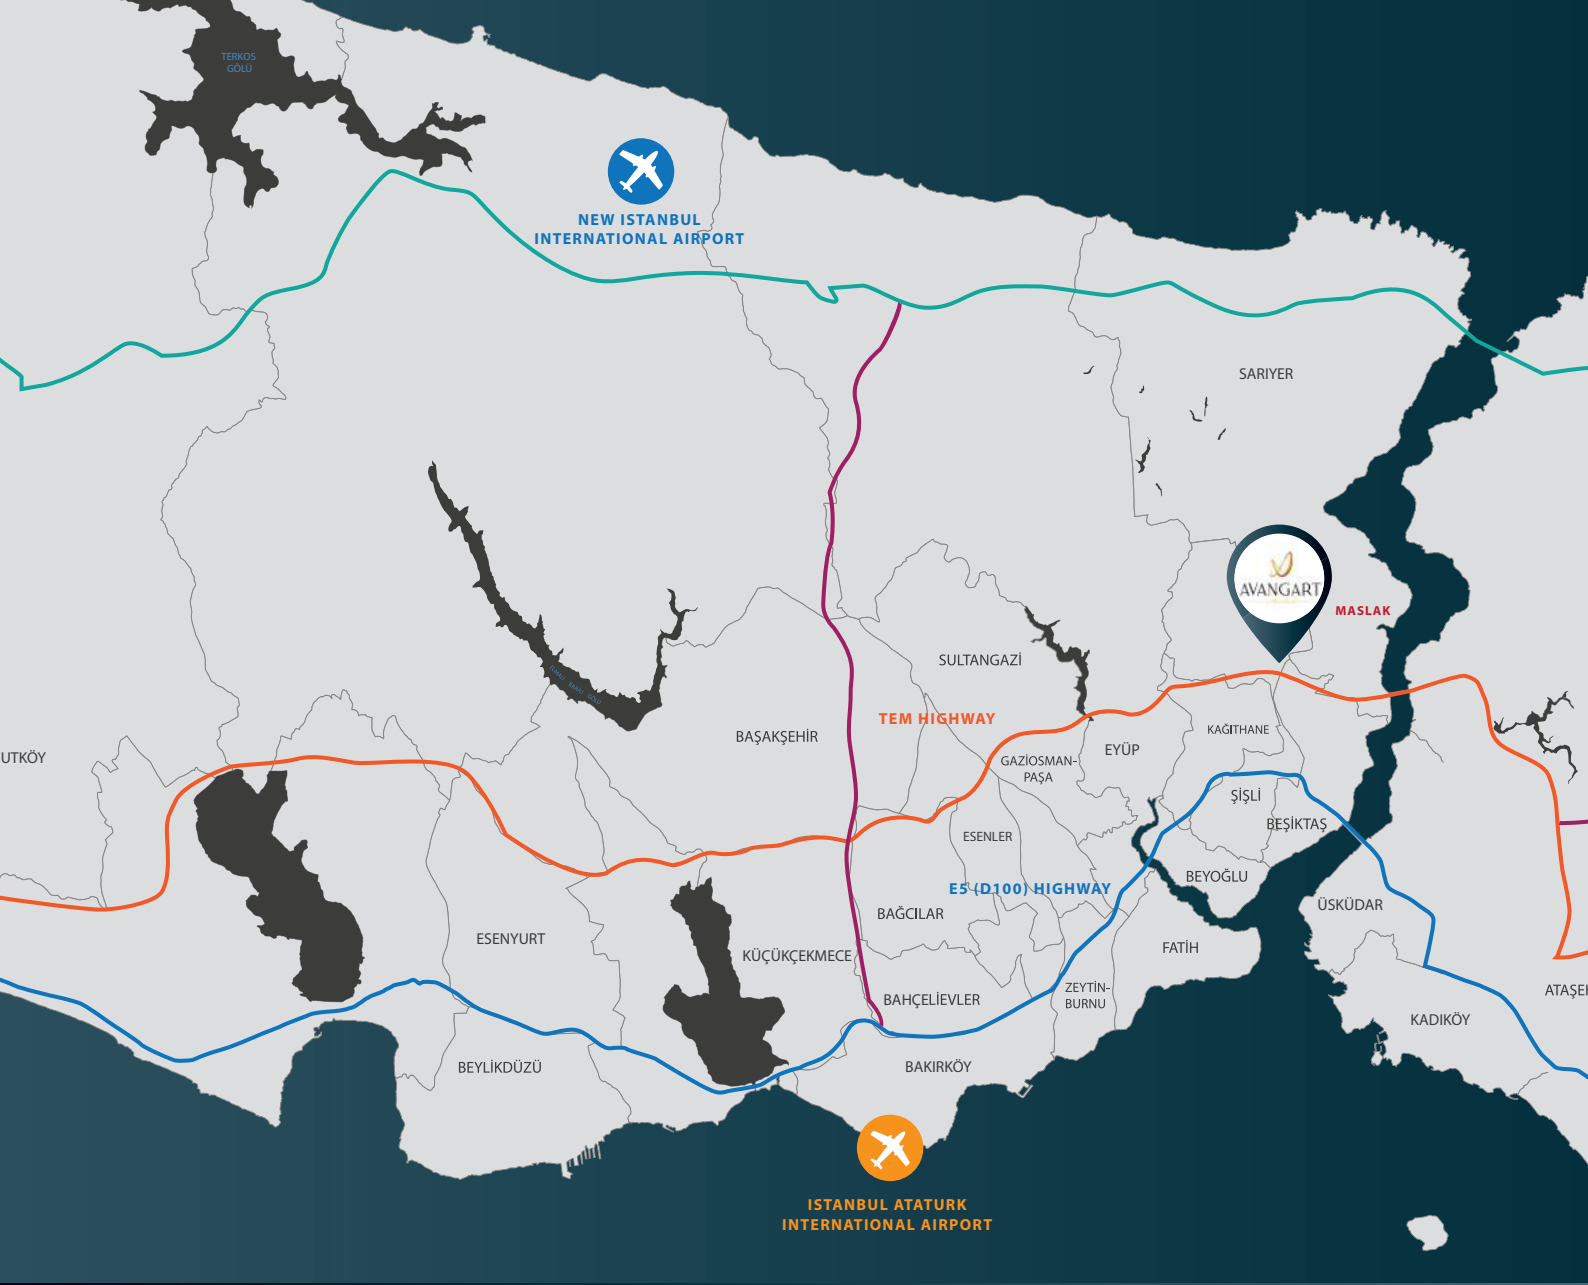 TERKOS
GÖLÜ
NEW ISTANBUL
INTERNATIONAL AIRPORT
SARIYER
AVANGART
MASLAK
SULTANGAZİ
TEM HIGHWAY
BAŞAKŞEHİR
KAĞITHANE
EYÜP
GAZİOSMAN-
PAŞA
UTKÖY
ŞİŞLİ
BEŞİKTAŞ
ESENLER
BEYOĞLU
E5 (D100) HIGHWAY
ÜSKÜDAR
BAĞCILAR
ESENYURT
FATİH
KÜÇÜKÇEKMECE
ZEYTİN-
BURNU
BAHÇELİEVLER
ATAŞEH
KADIKÖY
BEYLİKDÜZÜ
BAKIRKÖY
ISTANBUL ATATURK
INTERNATIONAL AIRPORT